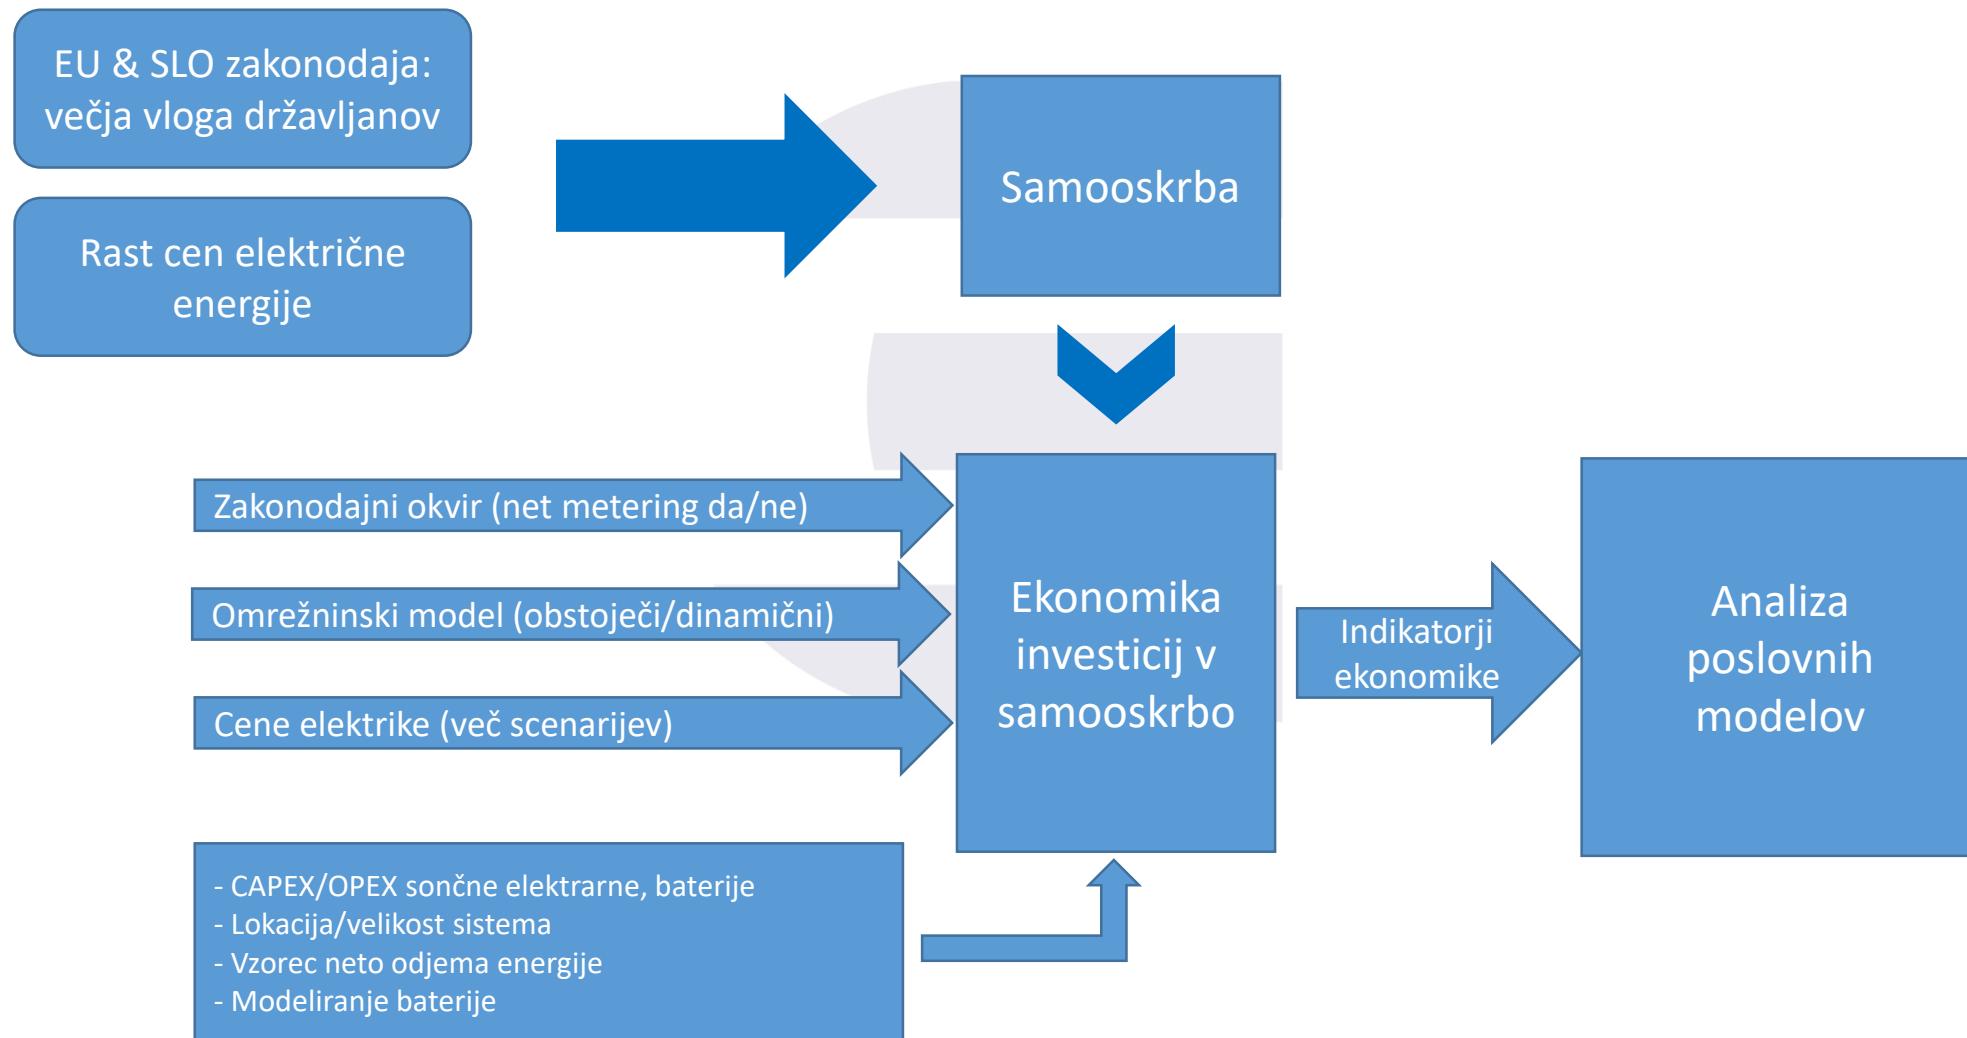 EU & SLO zakonodaja:
večja vloga državljanov
Rast cen električne
energije
Samooskrba
Zakonodajni okvir (net metering da/ne)
Omrežninski model (obstoječi/dinamični)
Cene elektrike (več scenarijev)
- CAPEX/OPEX sončne elektrarne, baterije
- Lokacija/velikost sistema
- Vzorec neto odjema energije
- Modeliranje baterije
Ekonomika
investicij v
samooskrbo
Indikatorji
ekonomike
Analiza
poslovnih
modelov